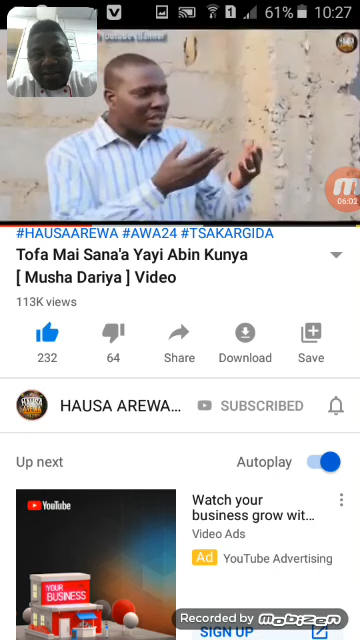 61% 10:27
06:02
#HAUSAAREWA #AWA24 #TSAKARGIDA
Tofa Mai Sana'a Yayi Abin Kunya
[ Musha Dariya ] Video
113K views
232
64
Share
Download
Save
HAUSA AREWA...
SUBSCRIBED
Up next
Autoplay
YouTube
YOUR
BUSINESS
Watch your
business grow wit...
Video Ads
Ad YouTube Advertising
SIGN UP
Recorded by mobizen